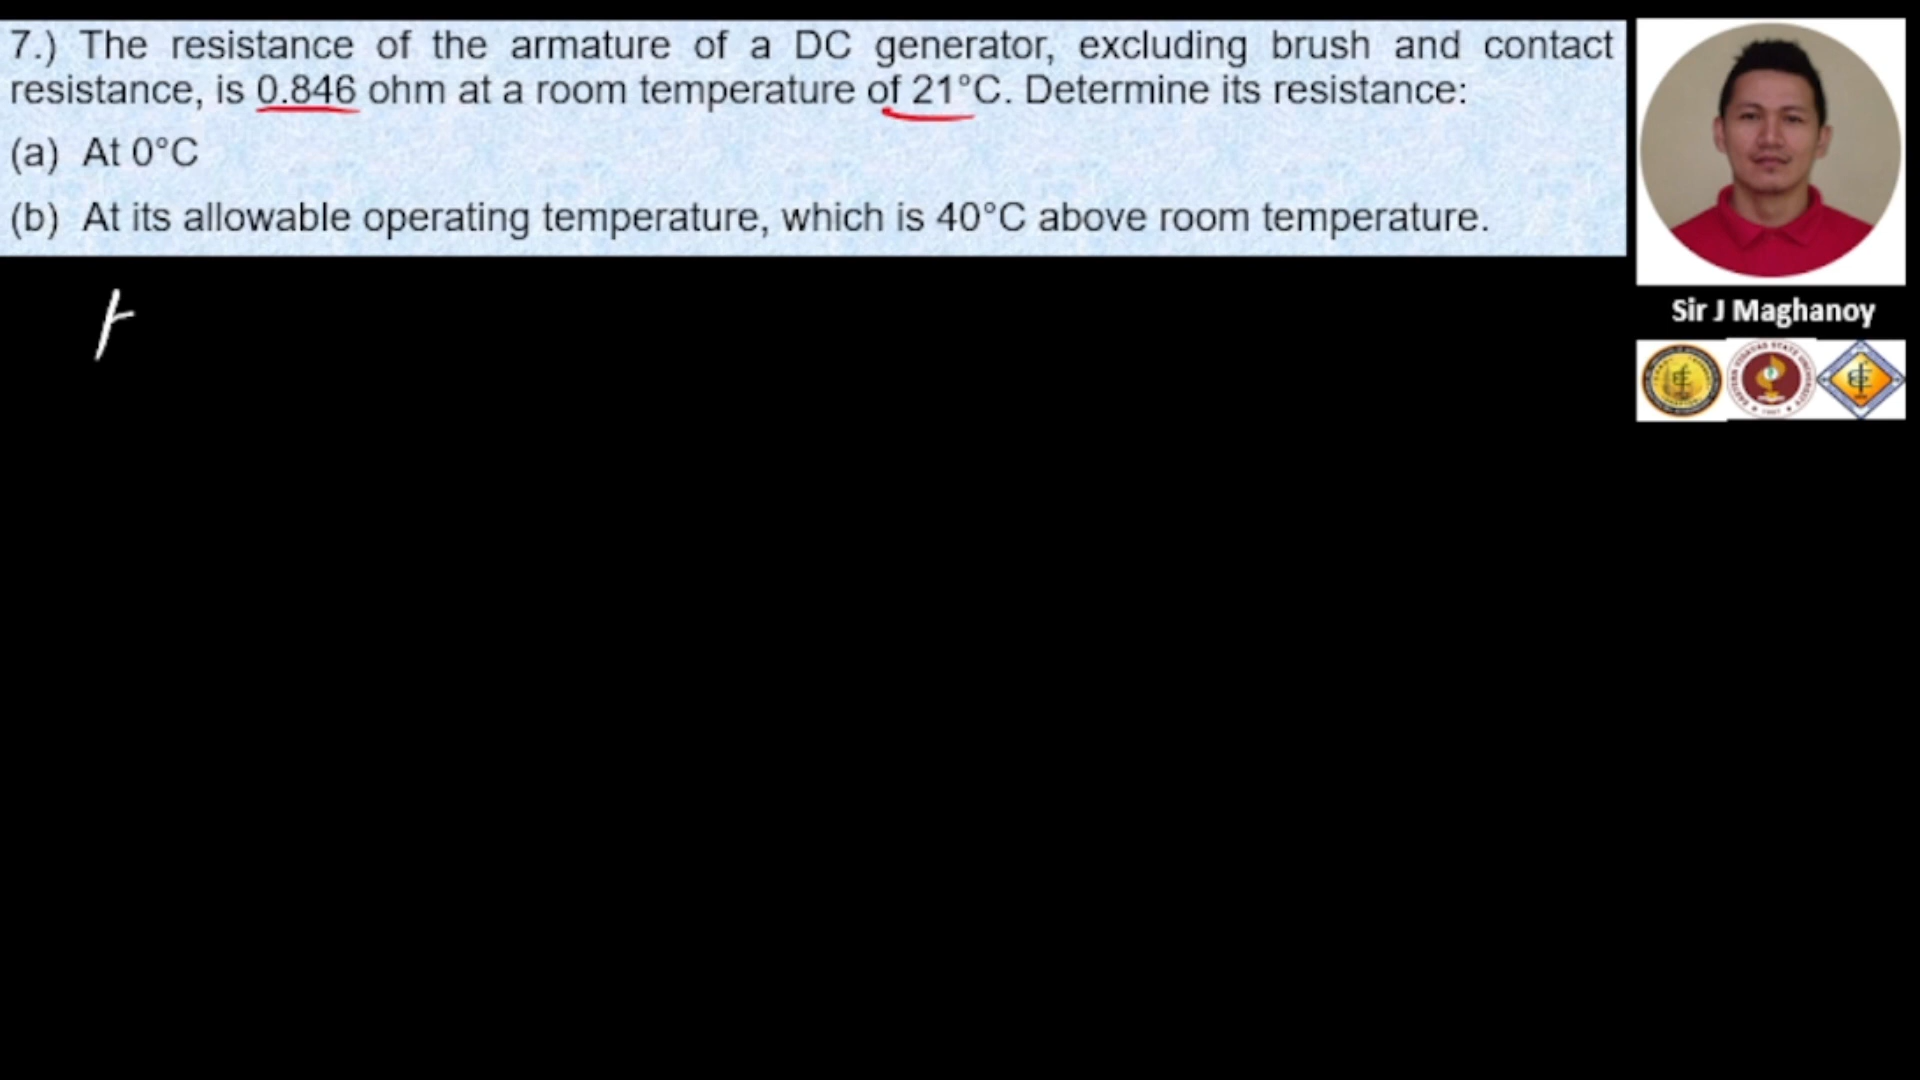 7.) The resistance of the armature of a DC generator, excluding brush and contact
resistance, is 0.846 ohm at a room temperature of 21°C. Determine its resistance:
(a) At 0°C
(b) At its allowable operating temperature, which is 40°C above room temperature.
Sir J Maghanoy